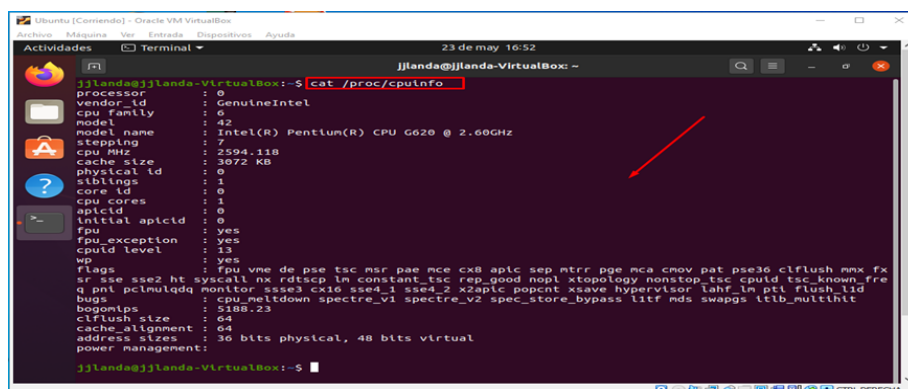 Ubuntu [Corriendo] - Oracle VM VirtualBox
Archivo Máquina Ver Entrada Dispositivos Ayuda
Actividades Terminal 23 de may 16:52
jjlanda@jjlanda-VirtualBox: ~
jjlanda@jjlanda-VirtualBox:~$ cat /proc/cpuinfo
processor : 0
vendor_id : GenuineIntel
cpu family : 6
model : 42
model name : Intel(R) Pentium(R) CPU G620 @ 2.60GHz
stepping : 7
cpu MHz : 2594.118
cache size : 3072 KB
physical id : 0
siblings : 1
core id : 0
cpu cores : 1
apicid : 0
initial apicid : 0
fpu : yes
fpu_exception : yes
cpuid level : 13
wp : yes
flags : fpu vme de pse tsc msr pae mce cx8 apic sep mtrr pge mca cmov pat pse36 clflush mmx fx
sr sse sse2 ht syscall nx rdtscp lm constant_tsc rep_good nopl xtopology nonstop_tsc cpuid tsc_known_fre
q pni pclmulqdq monitor ssse3 cx16 sse4_1 sse4_2 x2apic popcnt xsave hypervisor lahf_lm pti flush_l1d
bugs : cpu_meltdown spectre_v1 spectre_v2 spec_store_bypass l1tf mds swapgs itlb_multihit
bogomips : 5188.23
clflush size : 64
cache_alignment : 64
address sizes : 36 bits physical, 48 bits virtual
power management:
jjlanda@jjlanda-VirtualBox:~$
CTRL DERECHA